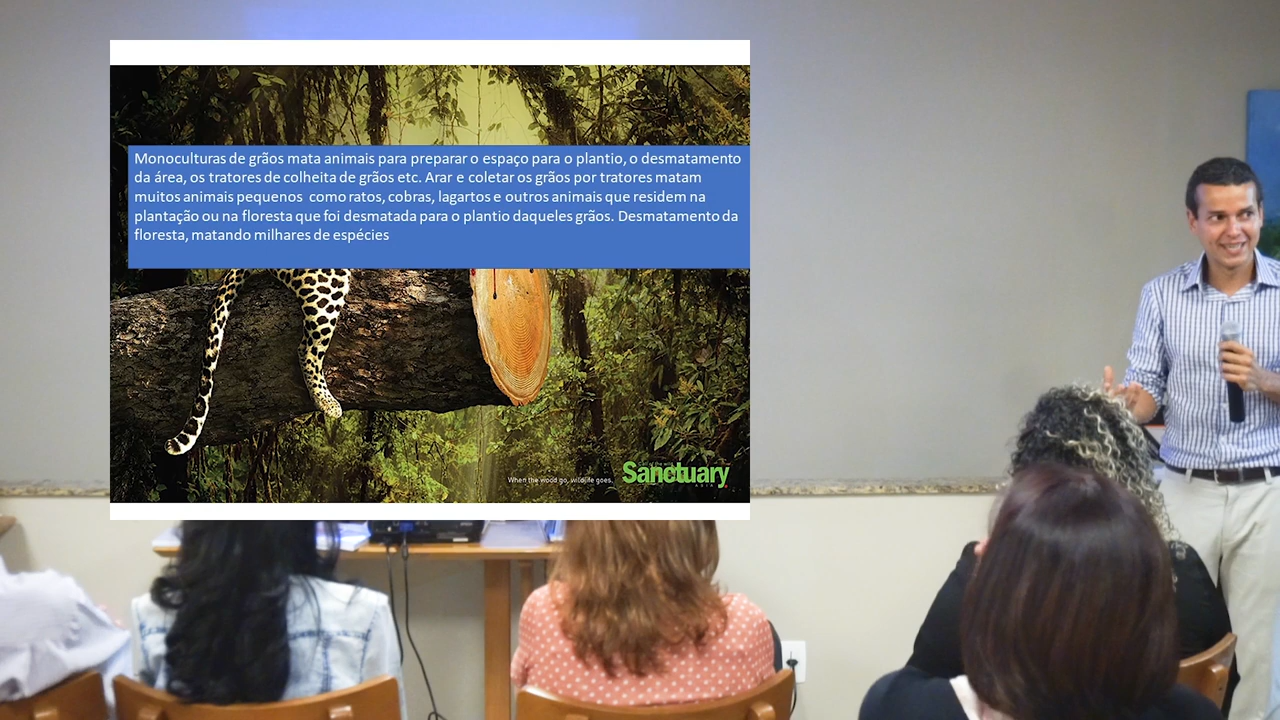 Monoculturas de grãos mata animais para preparar o espaço para o plantio, o desmatamento
da área, os tratores de colheita de grãos etc. Arar e coletar os grãos por tratores matam
muitos animais pequenos  como ratos, cobras, lagartos e outros animais que residem na
plantação ou na floresta que foi desmatada para o plantio daqueles grãos. Desmatamento da
floresta, matando milhares de espécies
When the wood go, wildlife goes.
Sanctuary
ASIA